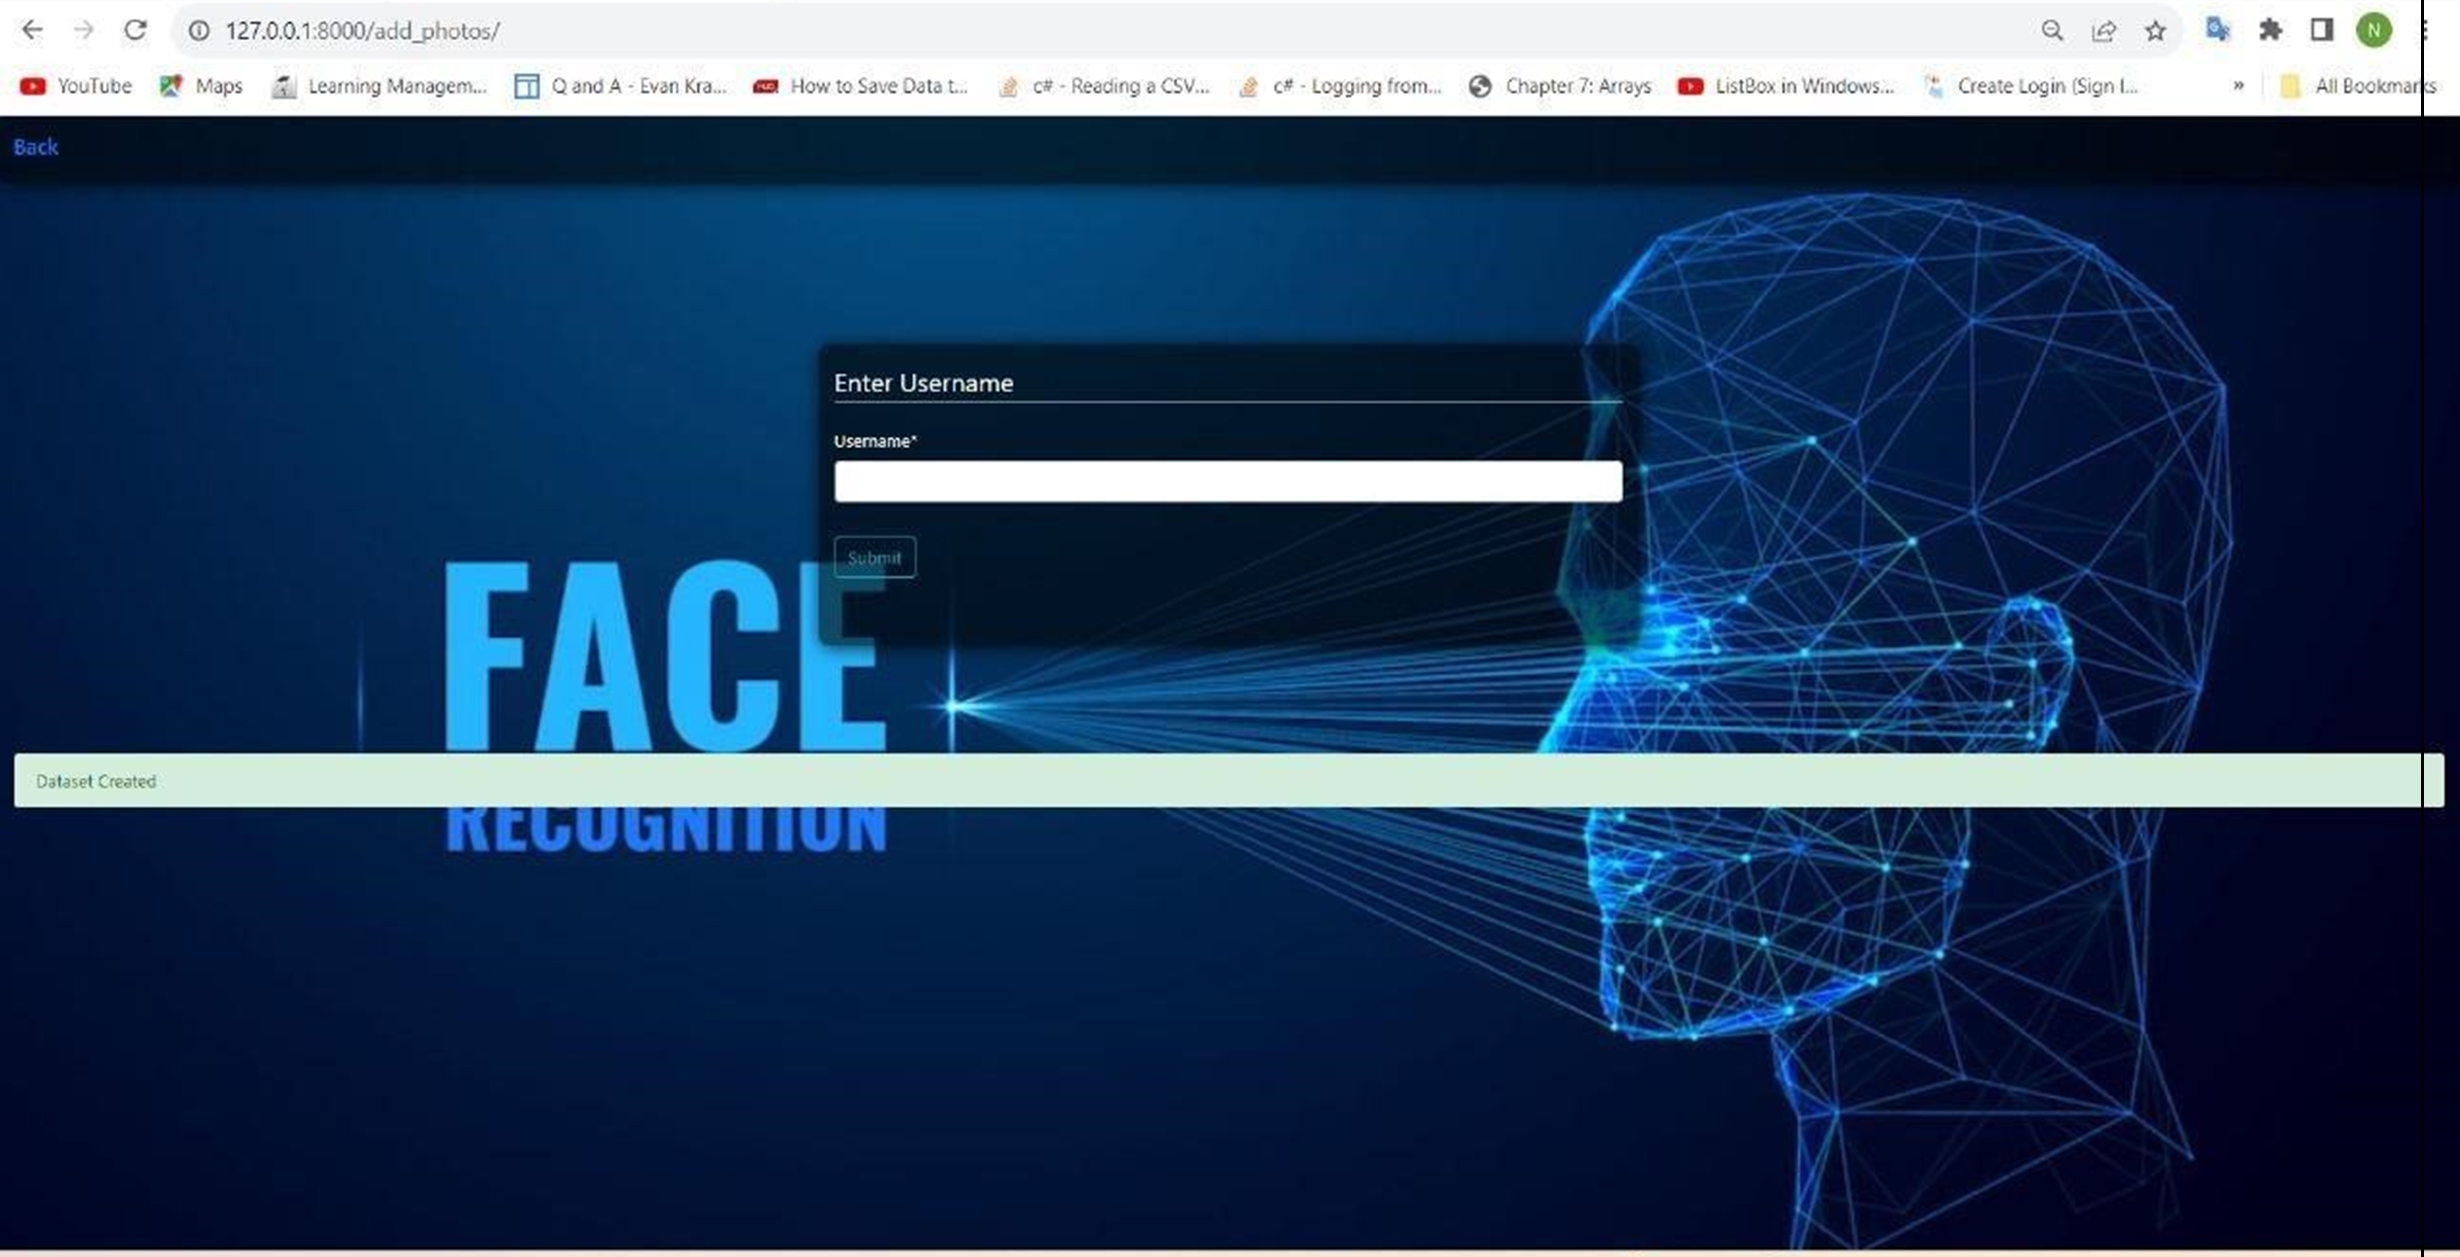 127.0.0.1:8000/add_photos/
N
YouTube Maps Learning Managem... Q and A - Evan Kra... How to Save Data t... c# - Reading a CSV... c# - Logging from... Chapter 7: Arrays ListBox in Windows... Create Login (Sign I... » All Bookmarks
Back
Enter Username
Username*
Submit
FACE
Dataset Created
RECOGNITION